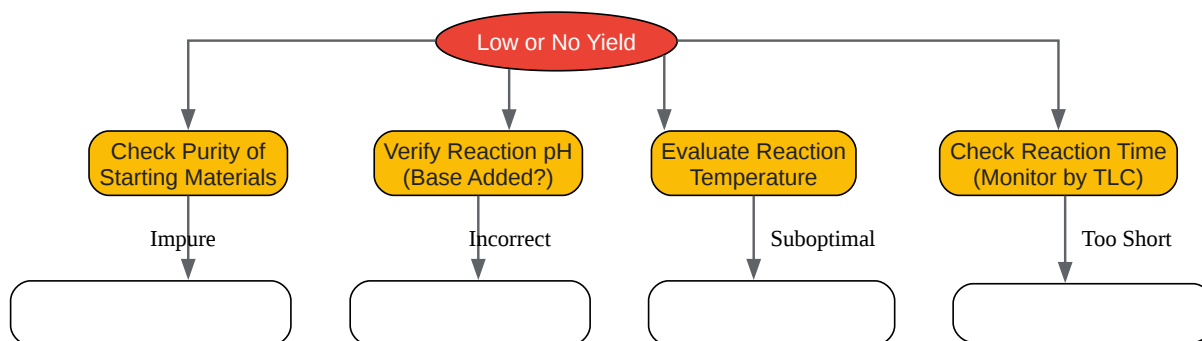 Low or No Yield
Check Purity of
Starting Materials
Verify Reaction pH
(Base Added?)
Evaluate Reaction
Temperature
Check Reaction Time
(Monitor by TLC)
Impure
Incorrect
Suboptimal
Too Short